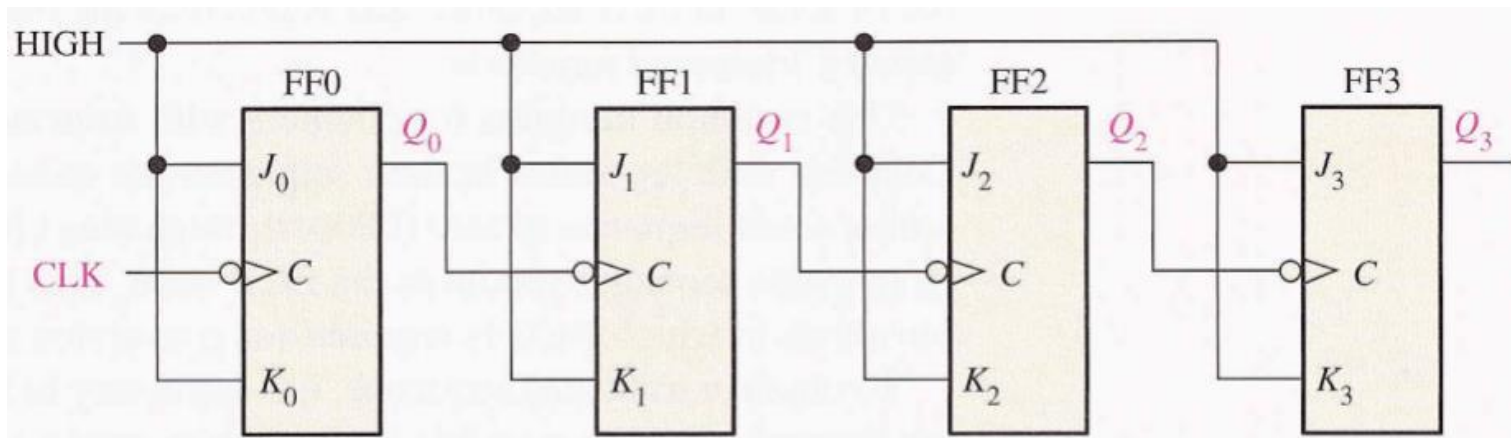 HIGH
FF0 FF1 FF2 FF3
Q0 Q1 Q2 Q3
J0 J1 J2 J3
CLK C C C C
K0 K1 K2 K3